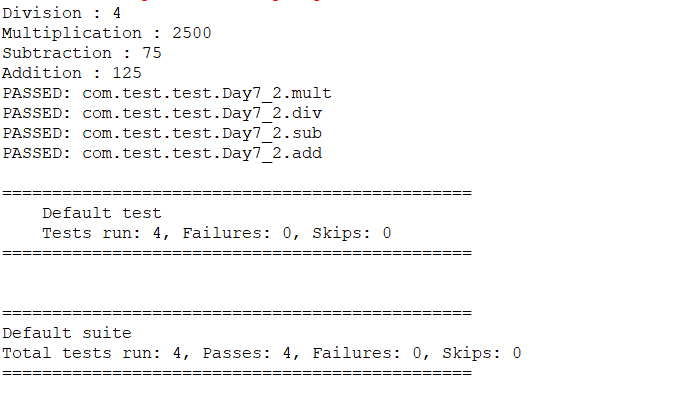 Division : 4
Multiplication : 2500
Subtraction : 75
Addition : 125
PASSED: com.test.test.Day7_2.mult
PASSED: com.test.test.Day7_2.div
PASSED: com.test.test.Day7_2.sub
PASSED: com.test.test.Day7_2.add
===============================================
Default test
Tests run: 4, Failures: 0, Skips: 0
===============================================
===============================================
Default suite
Total tests run: 4, Passes: 4, Failures: 0, Skips: 0
===============================================